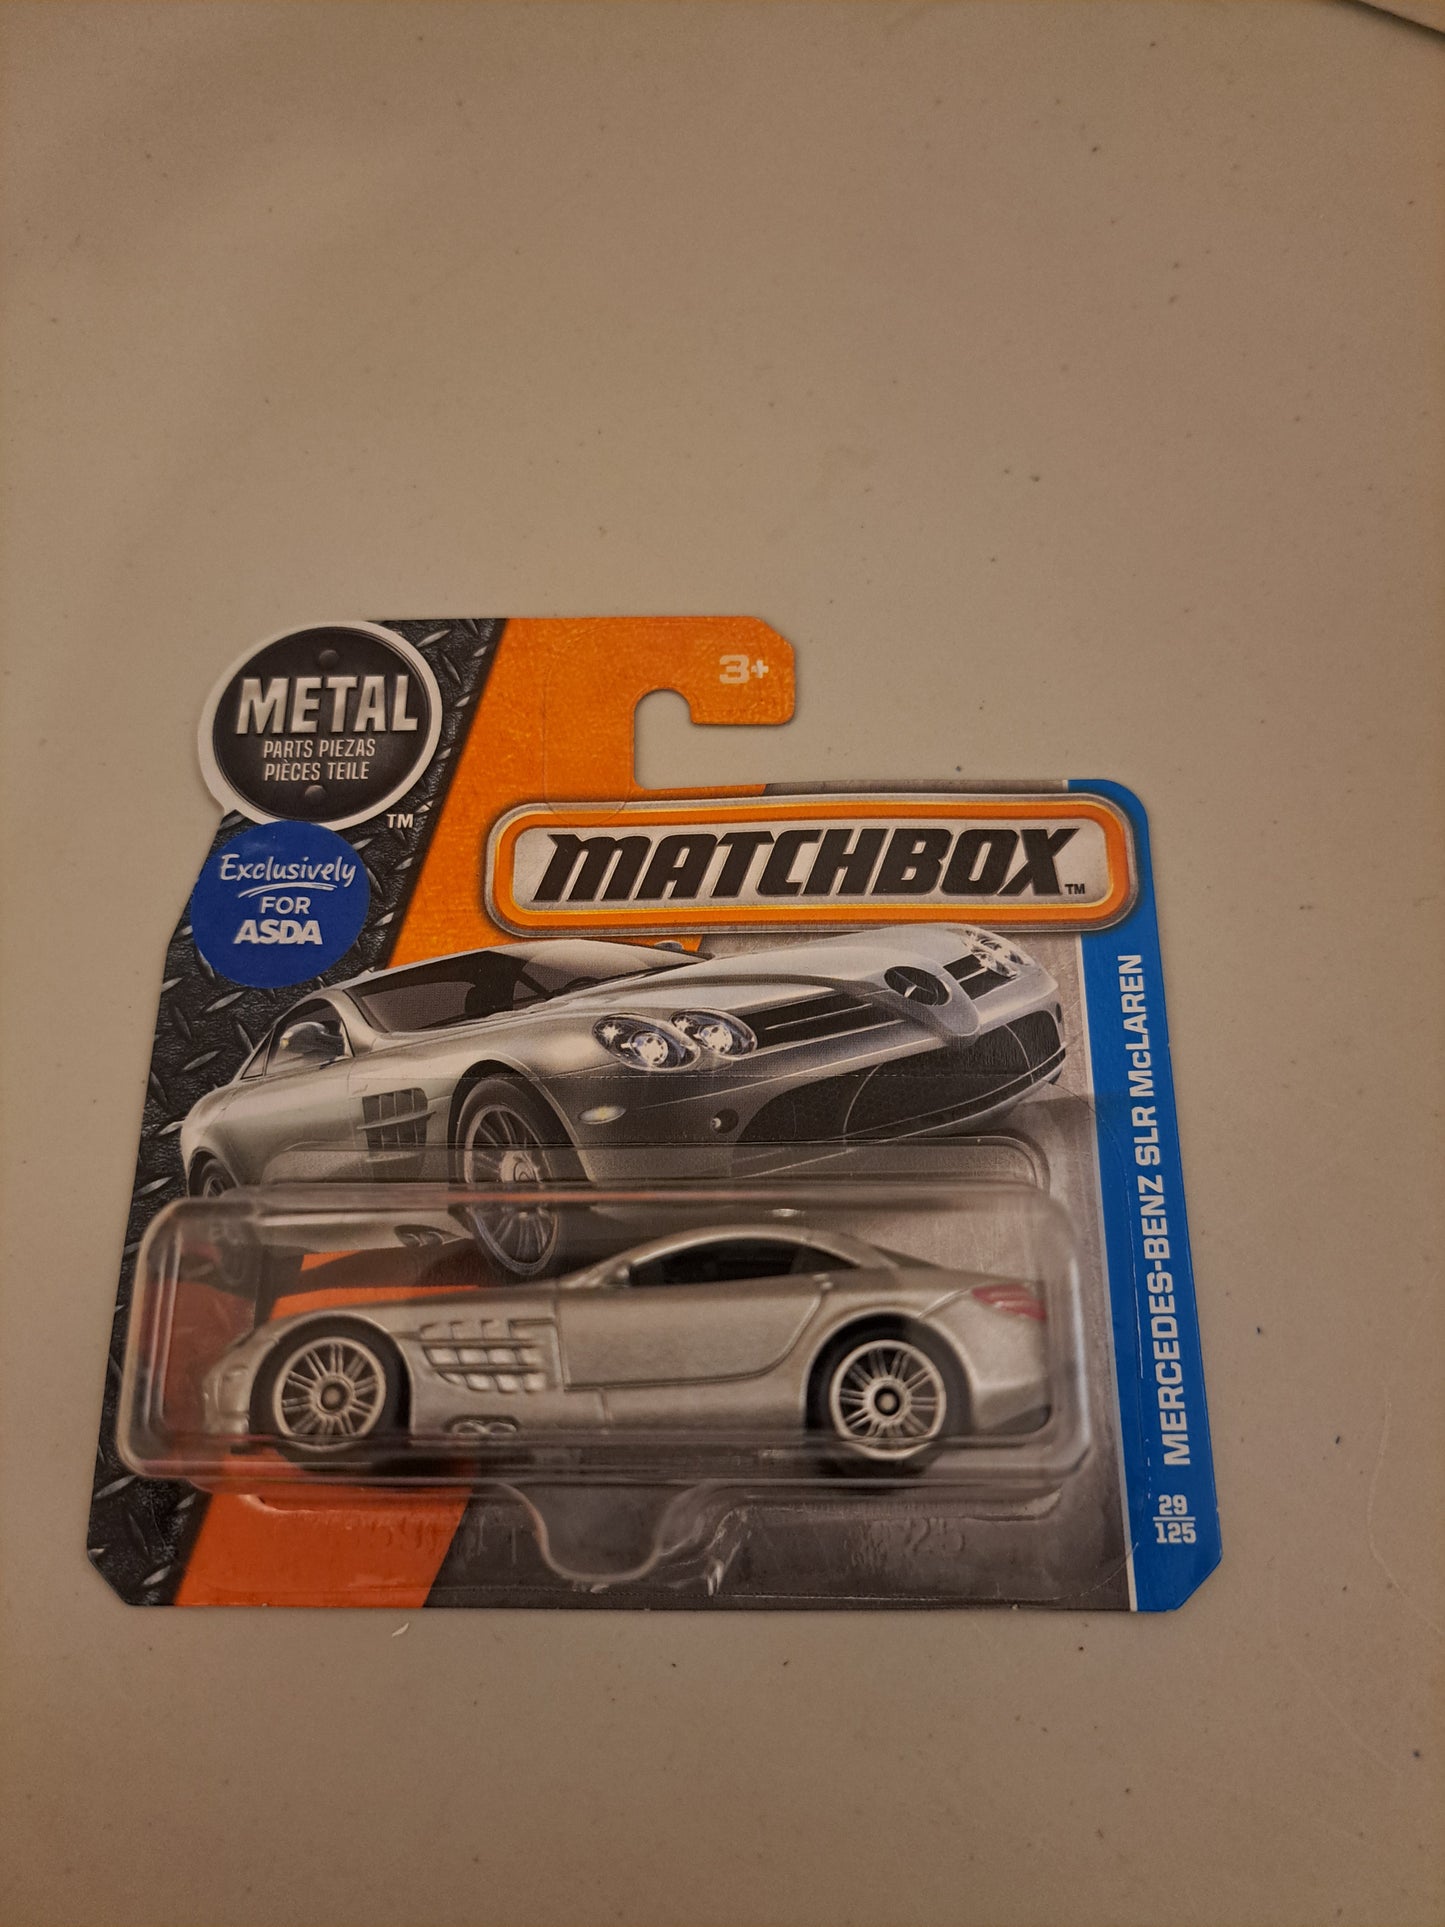 3+
METAL
PARTS PIEZAS
PIÈCES TEILE
TM
Exclusively
FOR
ASDA
MATCHBOX TM
MERCEDES-BENZ SLR McLAREN
29
125